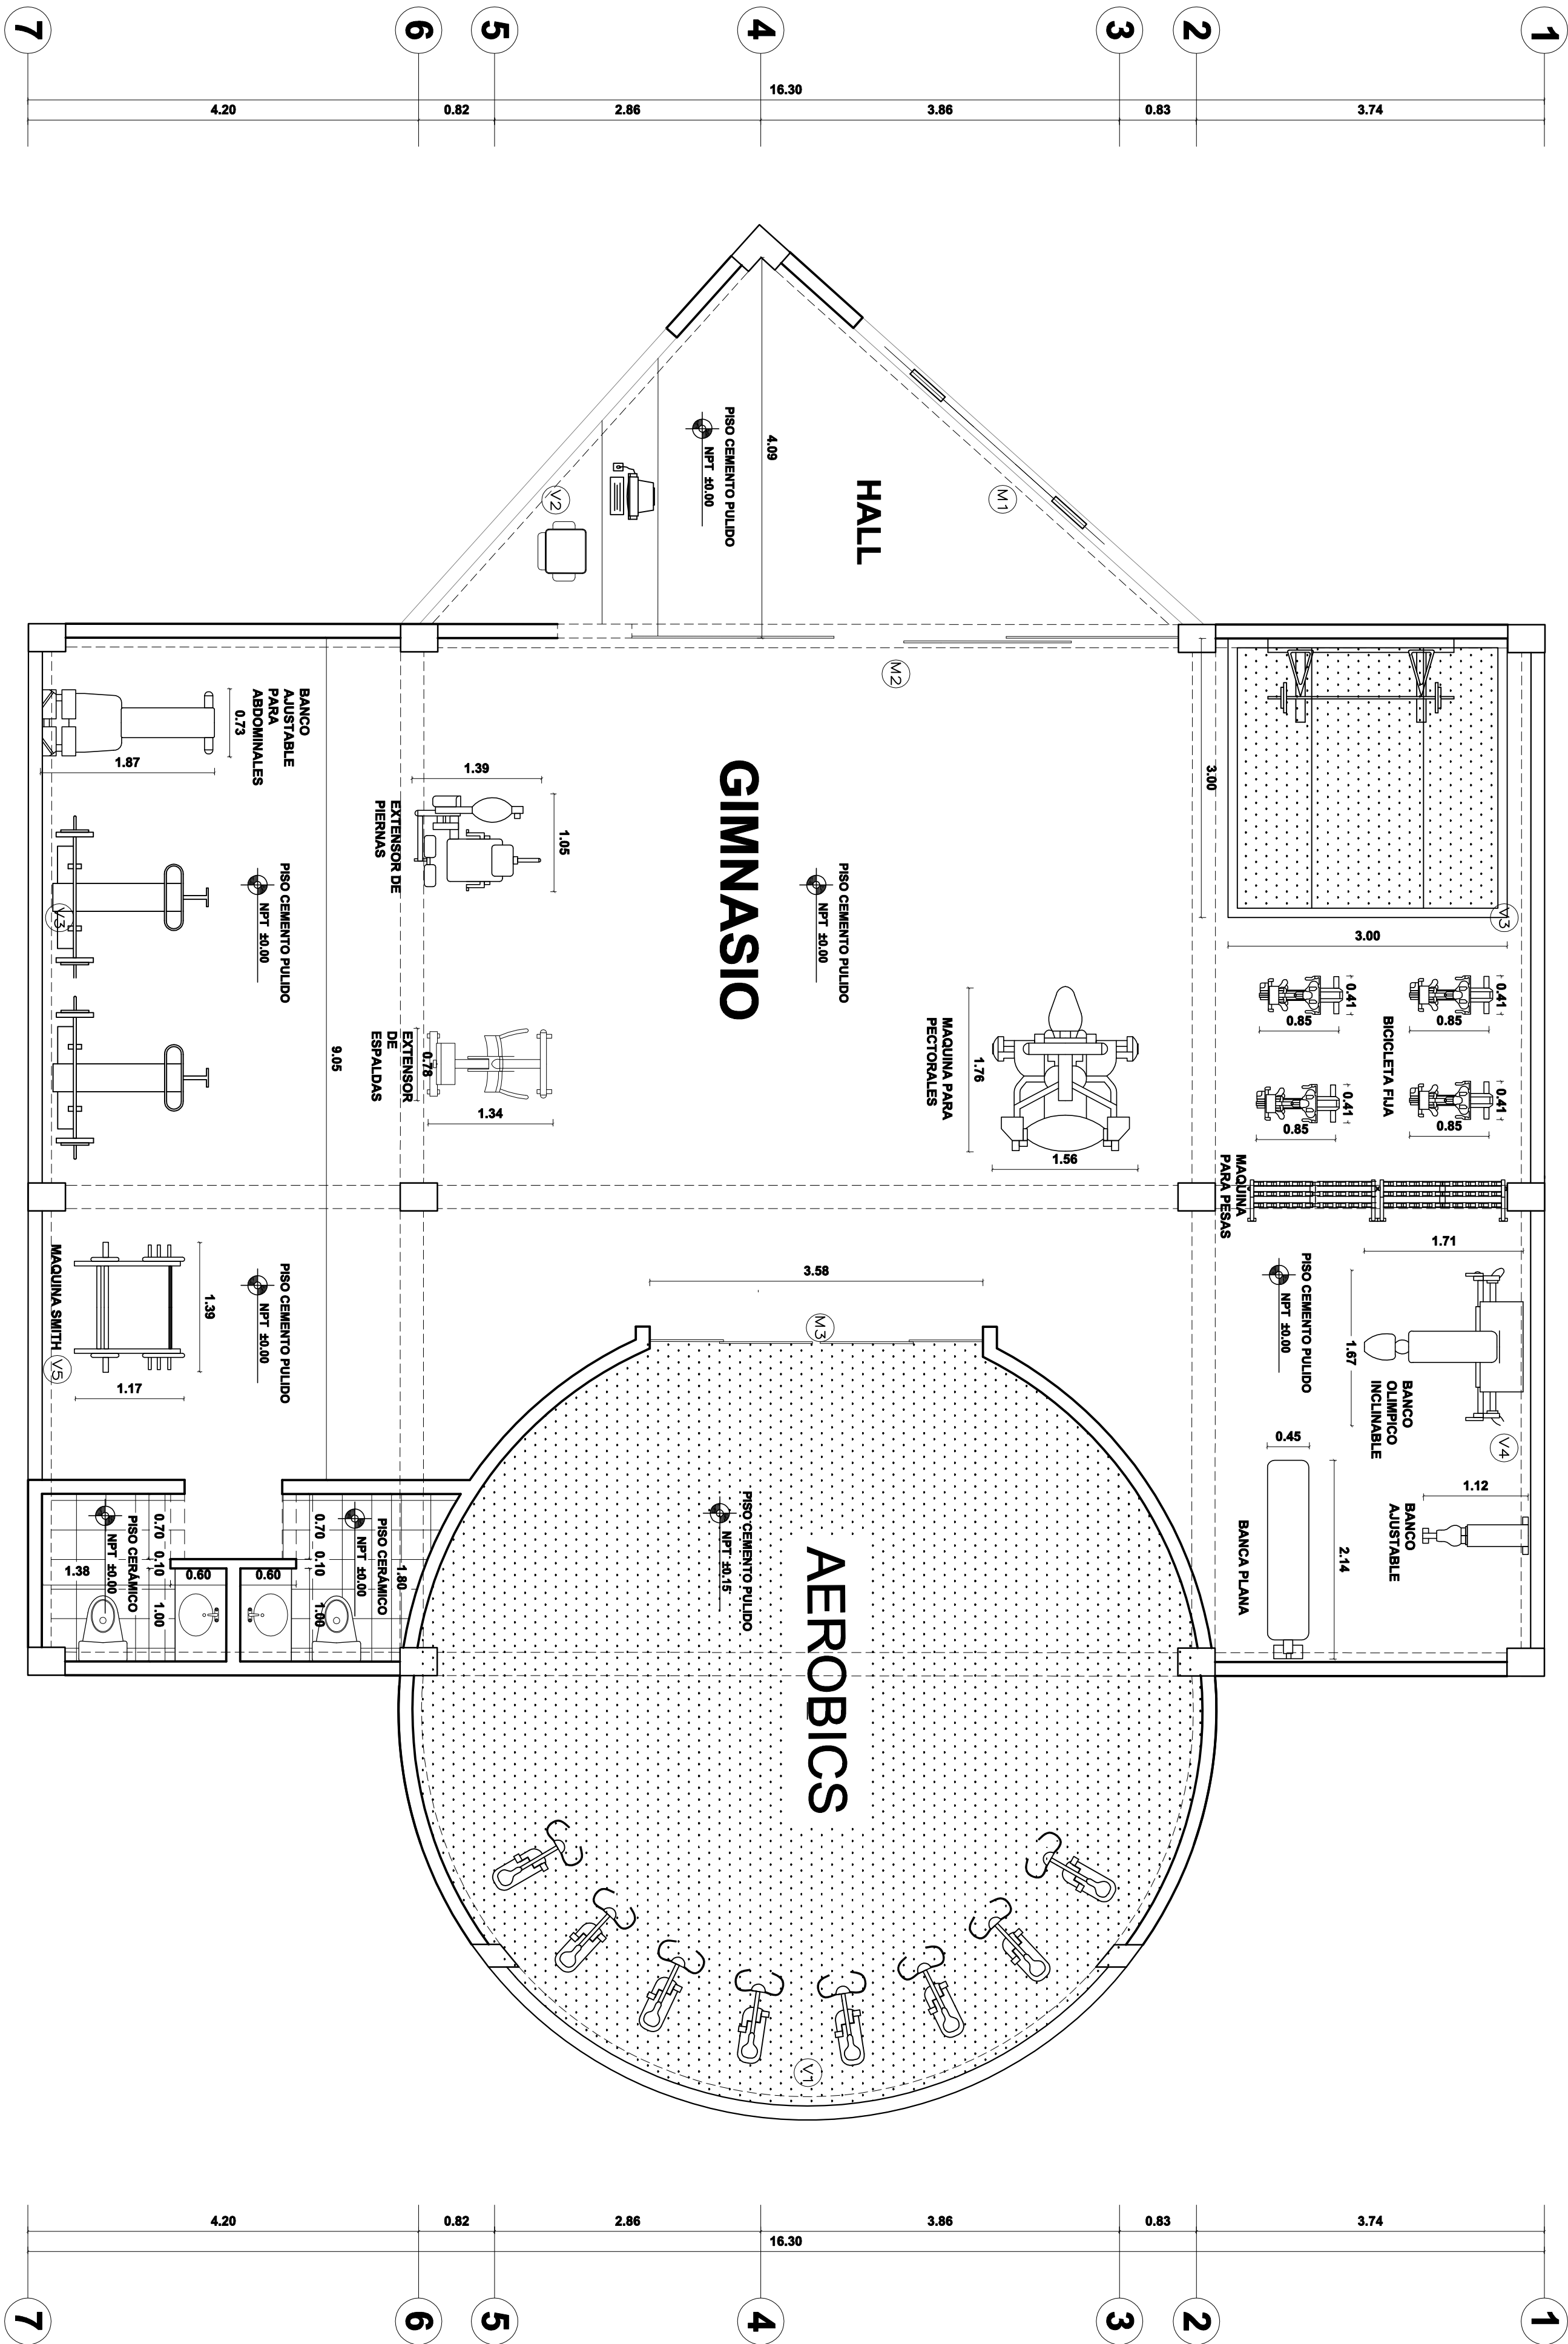 7
6
5
4
3
2
1
16.30
4.20
0.82
2.86
3.86
0.83
3.74
HALL
4.09
PISO CEMENTO PULIDO
NPT ±0.00
V2
M1
M2
BANCO
AJUSTABLE
PARA
ABDOMINALES
0.73
1.87
EXTENSOR DE
PIERNAS
1.39
1.05
GIMNASIO
PISO CEMENTO PULIDO
NPT ±0.00
3.00
3.00
V3
PISO CEMENTO PULIDO
NPT ±0.00
V3
EXTENSOR
DE
ESPALDAS
0.78
1.34
9.05
MAQUINA PARA
PECTORALES
1.76
1.56
BICICLETA FIJA
0.41
0.85
0.41
0.85
0.41
0.85
0.41
0.85
MAQUINA
PARA PESAS
MAQUINA SMITH
V5
1.39
1.17
PISO CEMENTO PULIDO
NPT ±0.00
3.58
M3
PISO CEMENTO PULIDO
NPT ±0.00
1.71
1.67
BANCO
OLIMPICO
INCLINABLE
V4
0.45
2.14
BANCA PLANA
1.12
BANCO
AJUSTABLE
PISO CERÁMICO
NPT ±0.00
0.70
0.10
1.00
1.38
0.60
0.60
PISO CERÁMICO
NPT ±0.00
0.70
0.10
1.00
1.80
PISO CEMENTO PULIDO
NPT ±0.15
AEROBICS
V1
4.20
0.82
2.86
3.86
0.83
3.74
16.30
7
6
5
4
3
2
1